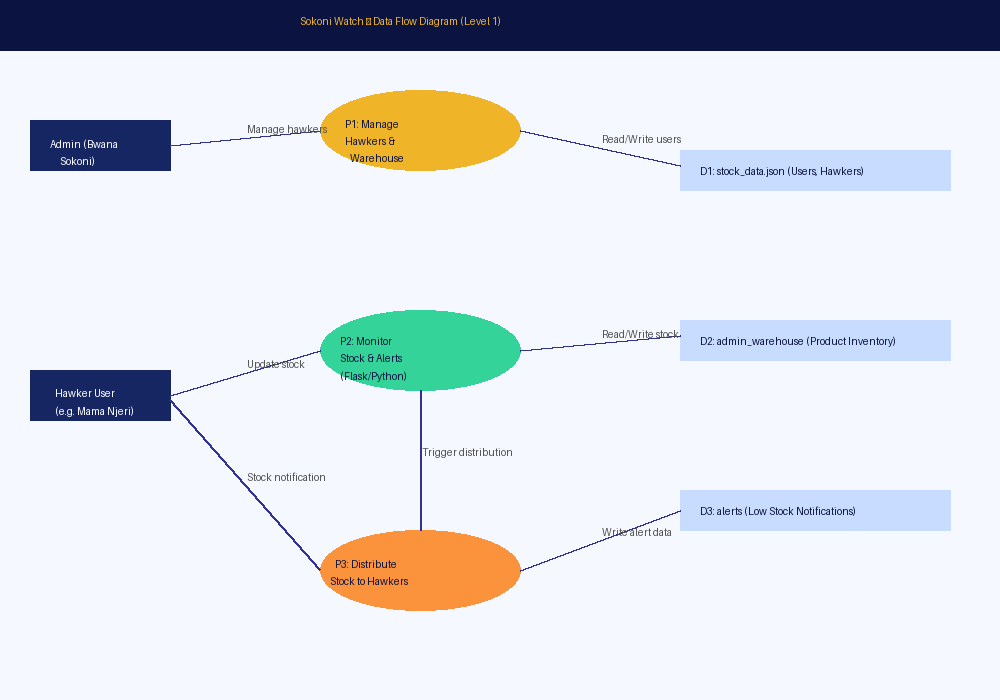 Sokoni Watch ▯ Data Flow Diagram (Level 1)
Admin (Bwana
Sokoni)
Manage hawkers
P1: Manage
Hawkers &
Warehouse
Read/Write users
D1: stock_data.json (Users, Hawkers)
Hawker User
(e.g. Mama Njeri)
Update stock
P2: Monitor
Stock & Alerts
(Flask/Python)
Read/Write stock
D2: admin_warehouse (Product Inventory)
Trigger distribution
Stock notification
P3: Distribute
Stock to Hawkers
Write alert data
D3: alerts (Low Stock Notifications)